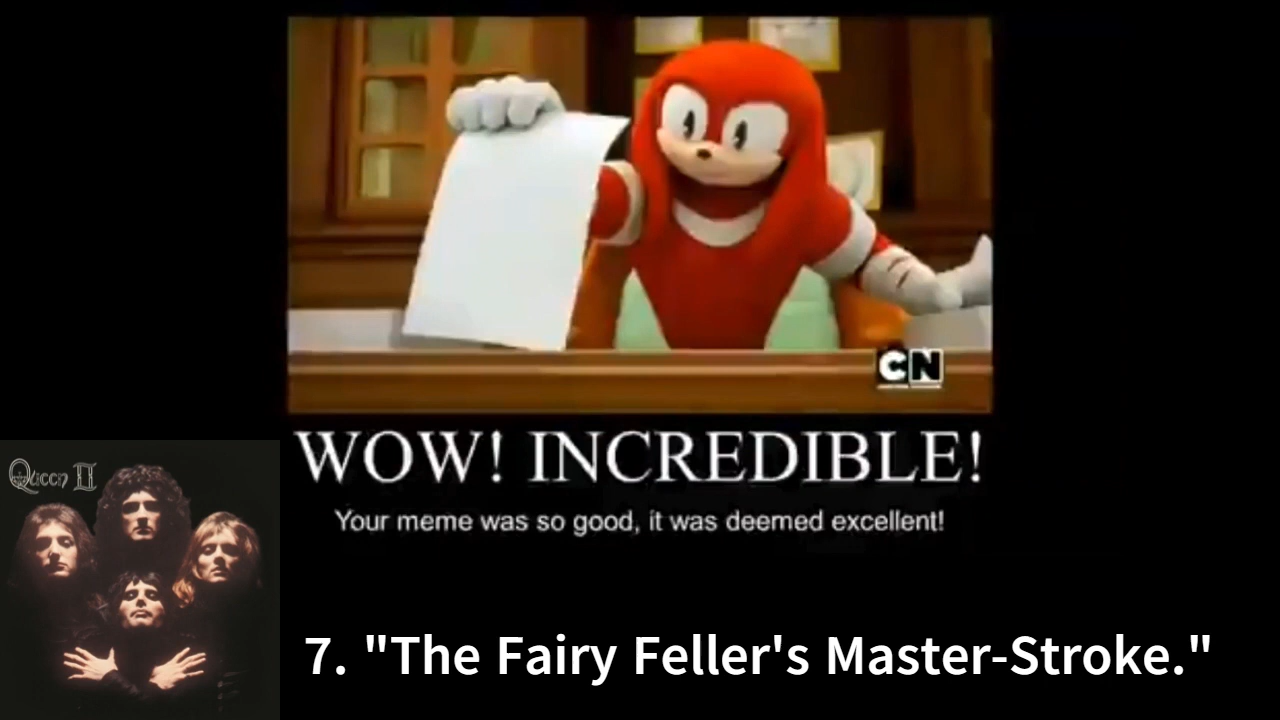 CN
WOW! INCREDIBLE!
Your meme was so good, it was deemed excellent!
Queen II
7. "The Fairy Feller's Master-Stroke."